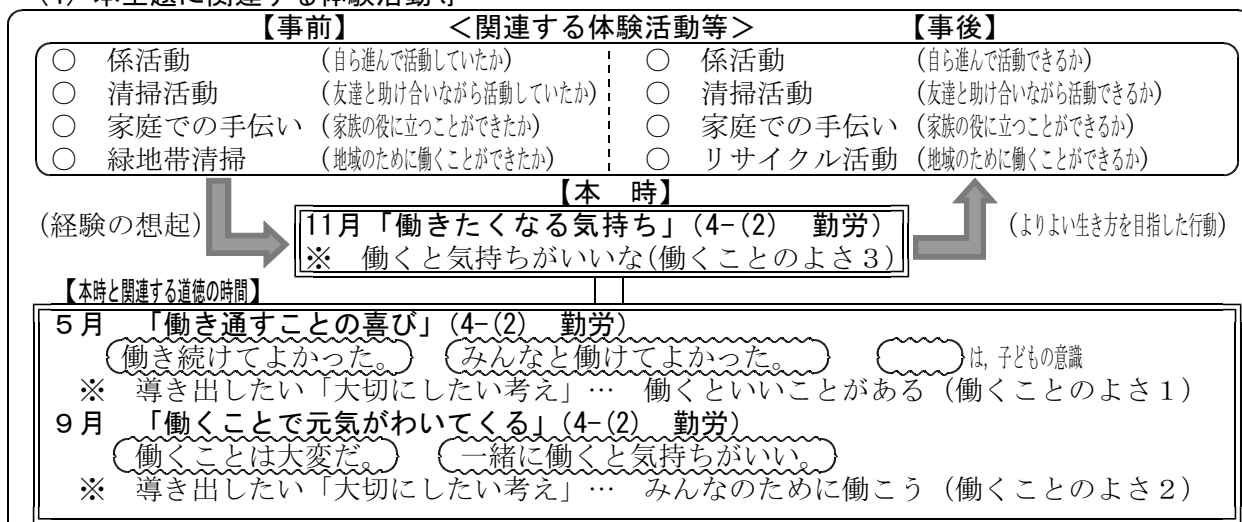 【事前】 <関連する体験活動等> 【事後】
○ 係活動 (自ら進んで活動していたか) ○ 係活動 (自ら進んで活動できるか)
○ 清掃活動 (友達と助け合いながら活動していたか) ○ 清掃活動 (友達と助け合いながら活動できるか)
○ 家庭での手伝い (家族の役に立つことができたか) ○ 家庭での手伝い (家族の役に立つことができるか)
○ 緑地帯清掃 (地域のために働くことができたか) ○ リサイクル活動 (地域のために働くことができるか)
【本 時】
(経験の想起) 11月「働きたくなる気持ち」(4-(2) 勤労) (よりよい生き方を目指した行動)
※ 働くと気持ちがいいな(働くことのよさ3)
【本時と関連する道徳の時間】
5月 「働き通すことの喜び」(4-(2) 勤労)
働き続けてよかった。 みんなと働けてよかった。 は,子どもの意識
※ 導き出したい「大切にしたい考え」… 働くといいことがある(働くことのよさ1)
9月 「働くことで元気がわいてくる」(4-(2) 勤労)
働くことは大変だ。 一緒に働くと気持ちがいい。
※ 導き出したい「大切にしたい考え」… みんなのために働こう(働くことのよさ2)